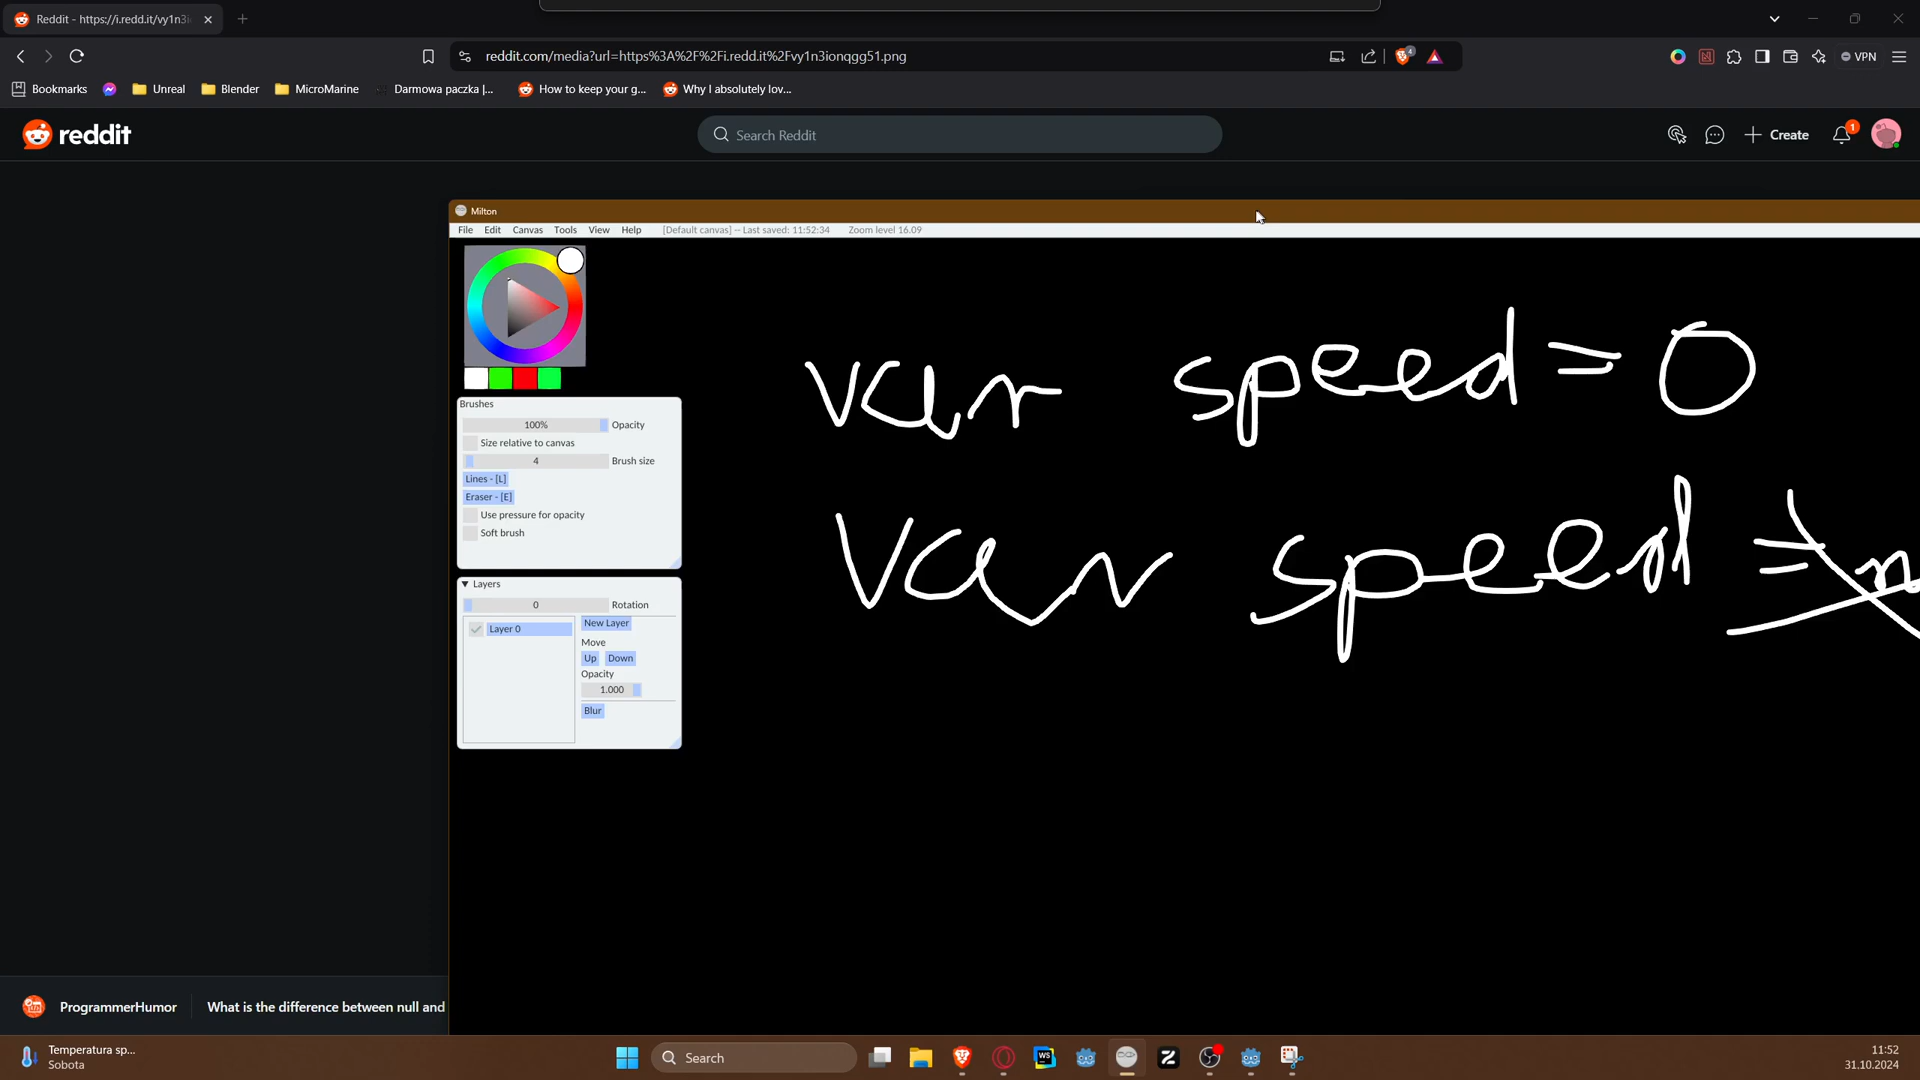 Reddit - https://i.redd.it/vy1n3i
reddit.com/media?url=https%3A%2F%2Fi.redd.it%2Fvy1n3ionqgg51.png
4
VPN
Bookmarks Unreal Blender MicroMarine Darmowa paczka |... How to keep your g... Why I absolutely lov...
reddit Search Reddit Create 1
Milton
File Edit Canvas Tools View Help [Default canvas] -- Last saved: 11:52:34 Zoom level 16.09
var speed = 0
var speed =
Brushes
100% Opacity
Size relative to canvas
4 Brush size
Lines - [L]
Eraser - [E]
Use pressure for opacity
Soft brush
Layers
0 Rotation
Layer 0
New Layer
Move
Up Down
Opacity
1.000
Blur
ProgrammerHumor What is the difference between null and
Temperatura sp...
Sobota
Search
WS
11:52
31.10.2024